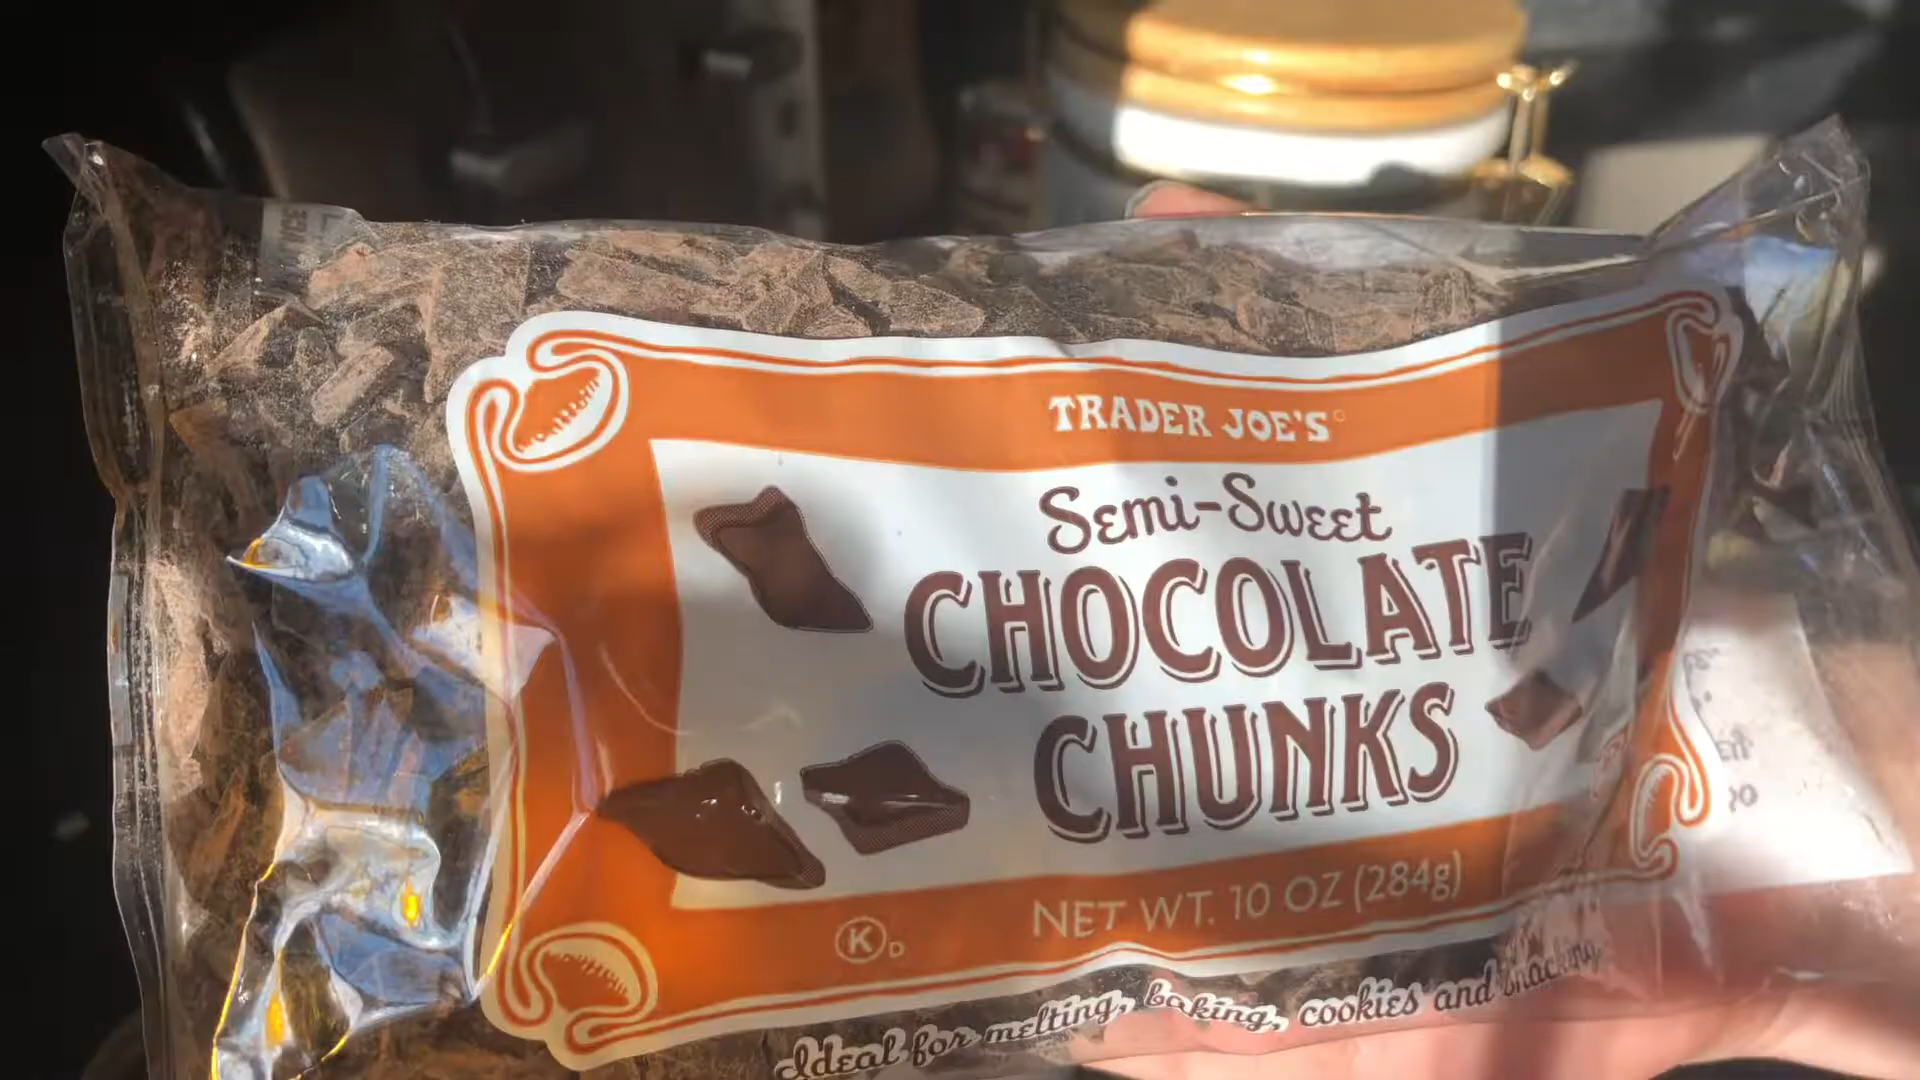 TRADER JOE'S
Semi-Sweet
CHOCOLATE
CHUNKS
NET WT. 10 OZ (284g)
K D
Ideal for melting, baking, cookies and snacking